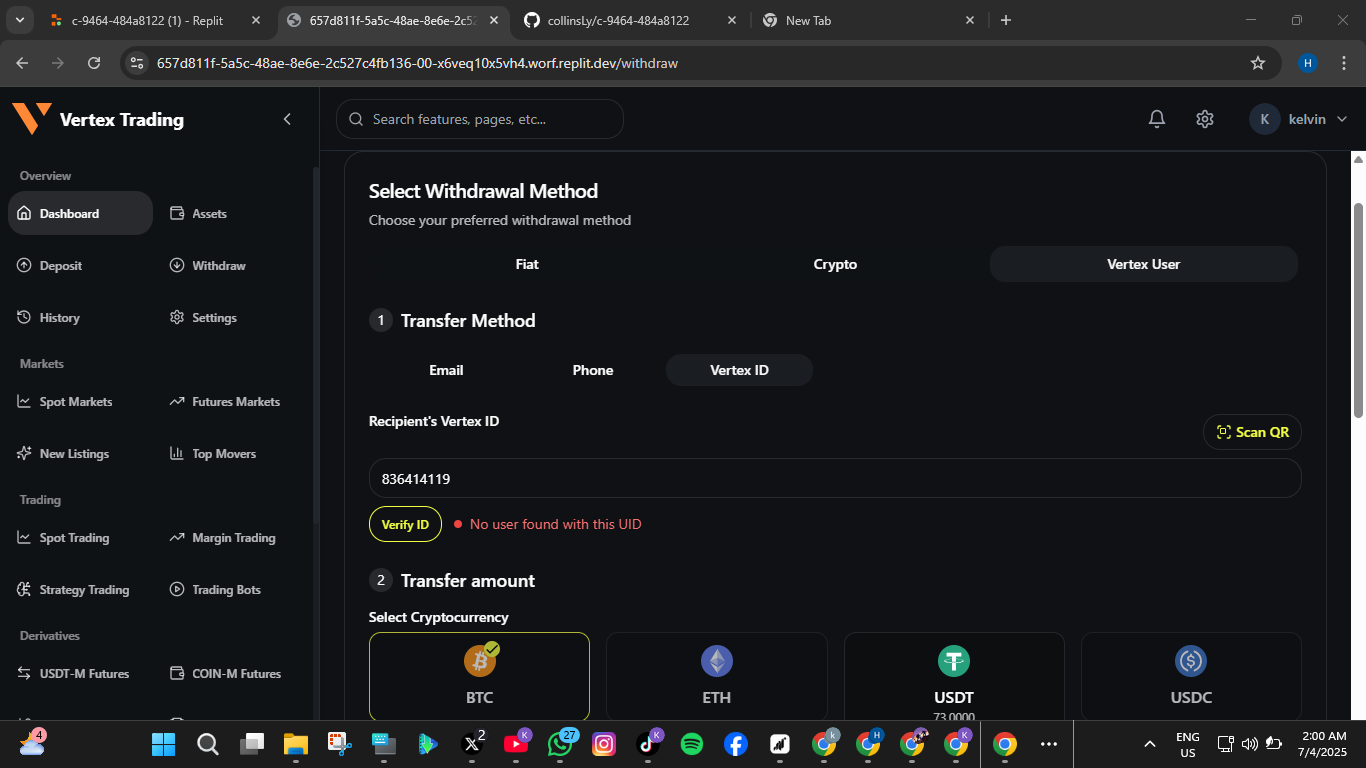 c-9464-484a8122 (1) - Replit
657d811f-5a5c-48ae-8e6e-2c52
collinsLy/c-9464-484a8122
New Tab
657d811f-5a5c-48ae-8e6e-2c527c4fb136-00-x6veq10x5vh4.worf.replit.dev/withdraw
H
Vertex Trading
Search features, pages, etc...
K
kelvin
Overview
Dashboard
Assets
Deposit
Withdraw
History
Settings
Markets
Spot Markets
Futures Markets
New Listings
Top Movers
Trading
Spot Trading
Margin Trading
Strategy Trading
Trading Bots
Derivatives
USDT-M Futures
COIN-M Futures
Select Withdrawal Method
Choose your preferred withdrawal method
Fiat
Crypto
Vertex User
1
Transfer Method
Email
Phone
Vertex ID
Recipient's Vertex ID
Scan QR
836414119
Verify ID
No user found with this UID
2
Transfer amount
Select Cryptocurrency
BTC
ETH
USDT
73.0000
USDC
4
2
K
27
K
k
H
K
ENG
US
2:00 AM
7/4/2025